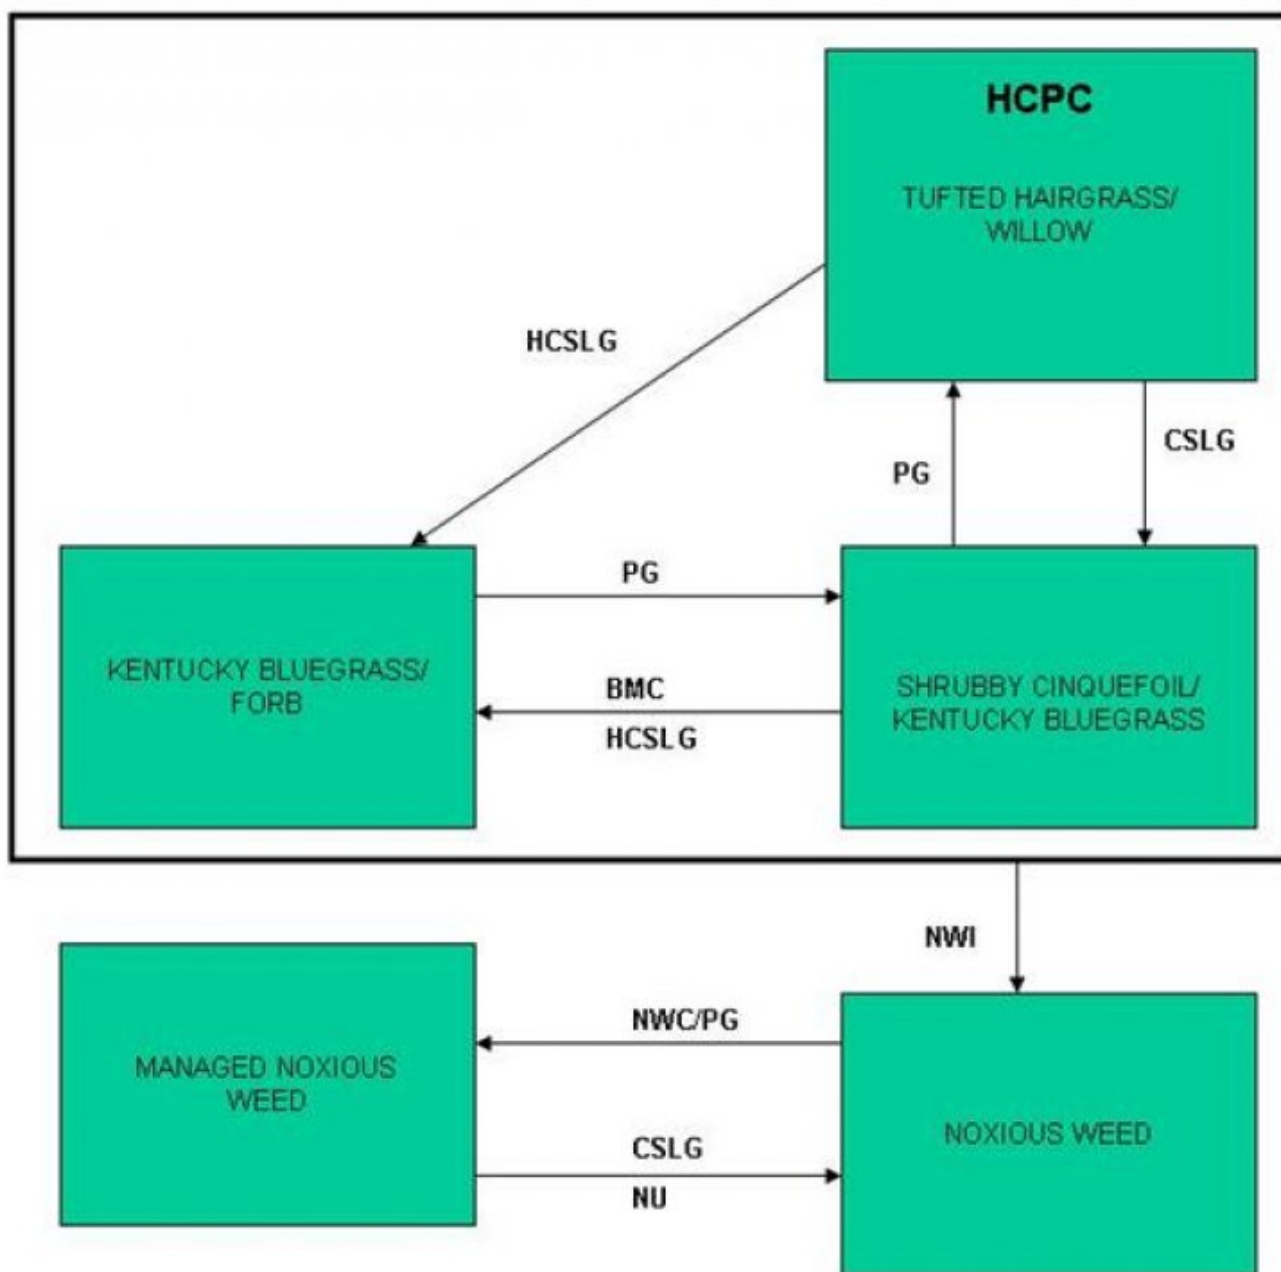 HCPC
TUFTED HAIRGRASS/
WILLOW
HCSLG
CSLG
PG
PG
KENTUCKY BLUEGRASS/
FORB
BMC
HCSLG
SHRUBBY CINQUEFOIL/
KENTUCKY BLUEGRASS
NWI
NWC/PG
MANAGED NOXIOUS
WEED
CSLG
NU
NOXIOUS WEED